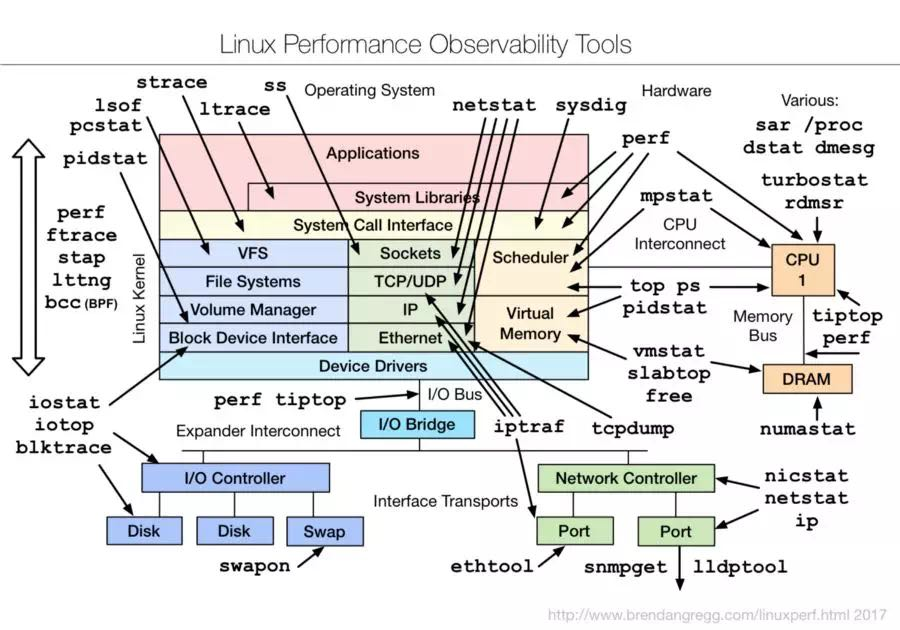 Linux Performance Observability Tools
strace
ss
Operating System
netstat
sysdig
Hardware
Various:
sar /proc
dstat dmesg
lsof
pcstat
ltrace
pidstat
perf
mpstat
turbostat
rdmsr
Applications
System Libraries
System Call Interface
CPU
Interconnect
perf
ftrace
stap
lttng
bcc (BPF)
Linux Kernel
VFS
Sockets
Scheduler
File Systems
TCP/UDP
Volume Manager
IP
Virtual
Memory
Block Device Interface
Ethernet
Device Drivers
CPU
1
top ps
pidstat
Memory
Bus
tiptop
perf
vmstat
slabtop
free
DRAM
numastat
iostat
iotop
blktrace
perf tiptop
I/O Bus
Expander Interconnect
I/O Bridge
iptraf
tcpdump
I/O Controller
Interface Transports
Network Controller
nicstat
netstat
ip
Disk
Disk
Swap
Port
Port
swapon
ethtool
snmpget
lldptool
http://www.brendangregg.com/linuxperf.html 2017